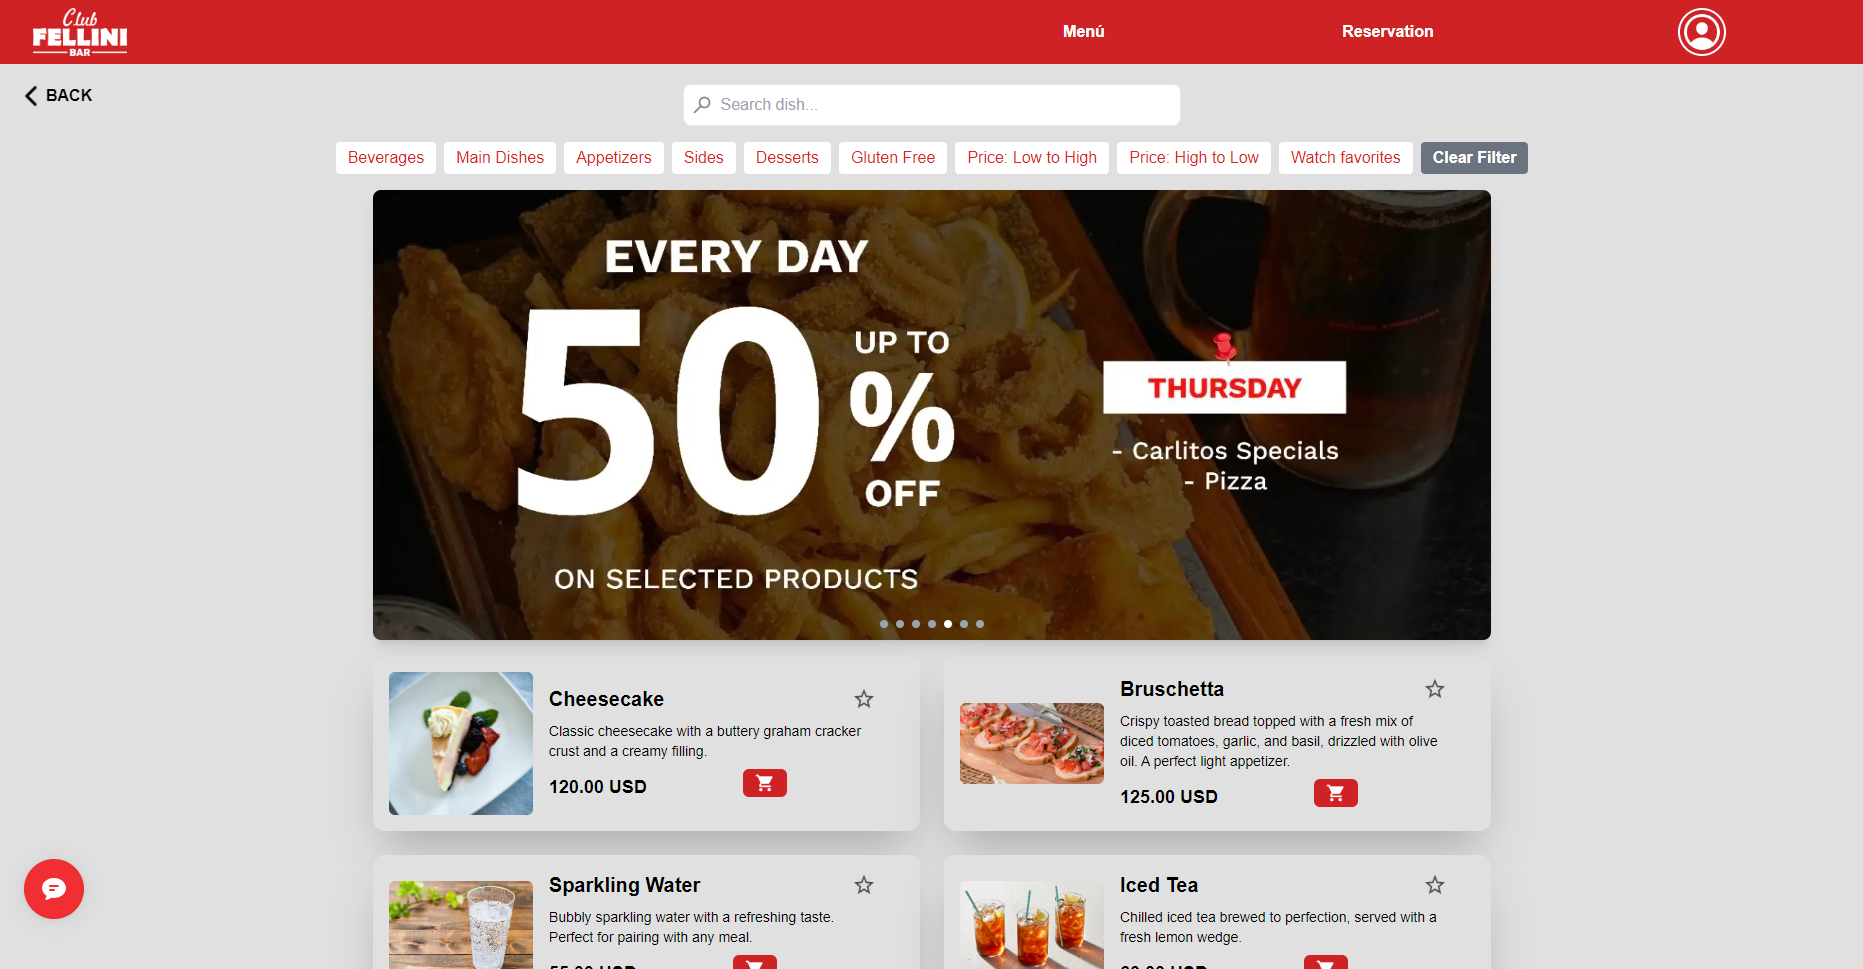 Club
FELLINI
BAR
Menú
Reservation
BACK
Search dish...
Beverages
Main Dishes
Appetizers
Sides
Desserts
Gluten Free
Price: Low to High
Price: High to Low
Watch favorites
Clear Filter
EVERY DAY
50
UP TO
%
OFF
ON SELECTED PRODUCTS
THURSDAY
- Carlitos Specials
- Pizza
Cheesecake
Classic cheesecake with a buttery graham cracker
crust and a creamy filling.
120.00 USD
Bruschetta
Crispy toasted bread topped with a fresh mix of
diced tomatoes, garlic, and basil, drizzled with olive
oil. A perfect light appetizer.
125.00 USD
Sparkling Water
Bubbly sparkling water with a refreshing taste.
Perfect for pairing with any meal.
Iced Tea
Chilled iced tea brewed to perfection, served with a
fresh lemon wedge.